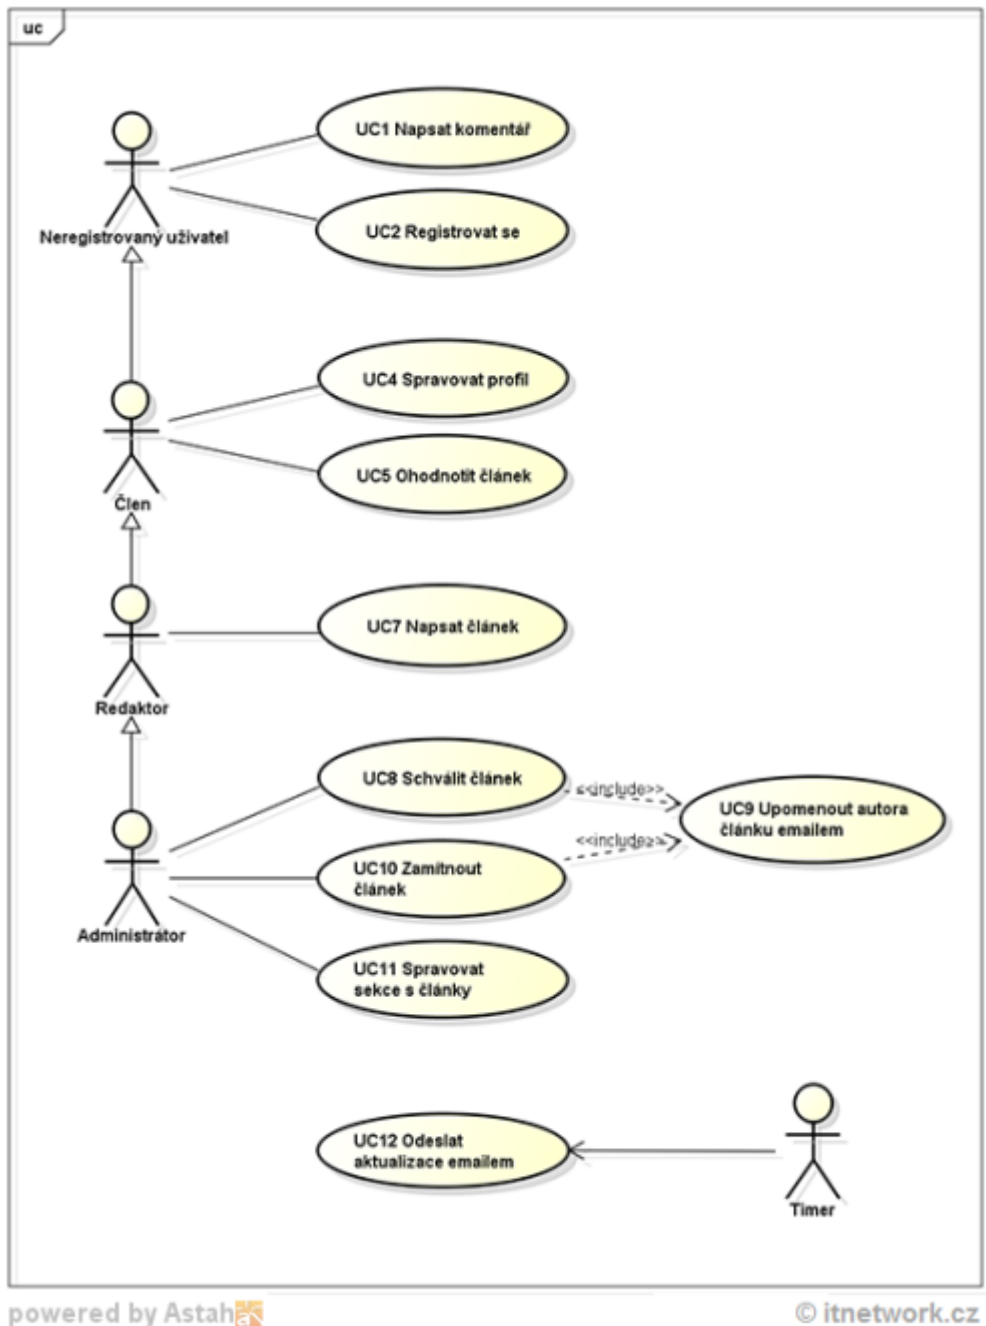 uc
UC1 Napsat komentář
UC2 Registrovat se
Neregistrovaný uživatel
UC4 Spravovat profil
UC5 Ohodnotit článek
Člen
UC7 Napsat článek
Redaktor
UC8 Schválit článek
<<include>>
UC9 Upomenout autora
článku emailem
<<include>>
UC10 Zamítnout
článek
Administrátor
UC11 Spravovat
sekce s články
UC12 Odeslat
aktualizace emailem
Timer
powered by Astah
© itnetwork.cz